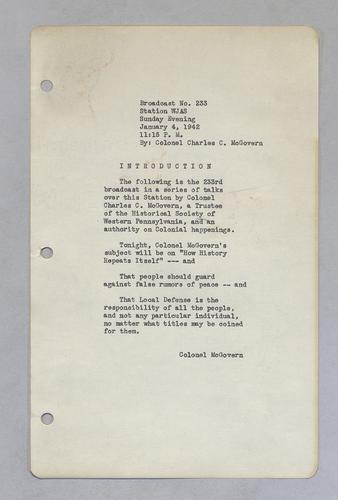 Broadcast No. 233
Station WJAS
Sunday Evening
January 4, 1942
11:15 P. M.
By: Colonel Charles C. McGovern
INTRODUCTION
The following is the 233rd
broadcast in a series of talks
over this Station by Colonel
Charles C. McGovern, a Trustee
of the Historical Society of
Western Pennsylvania, and an
authority on Colonial happenings.
Tonight, Colonel McGovern's
subject will be on "How History
Repeats Itself" --- and
That people should guard
against false rumors of peace -- and
That Local Defense is the
responsibility of all the people,
and not any particular individual,
no matter what titles may be coined
for them.
Colonel McGovern